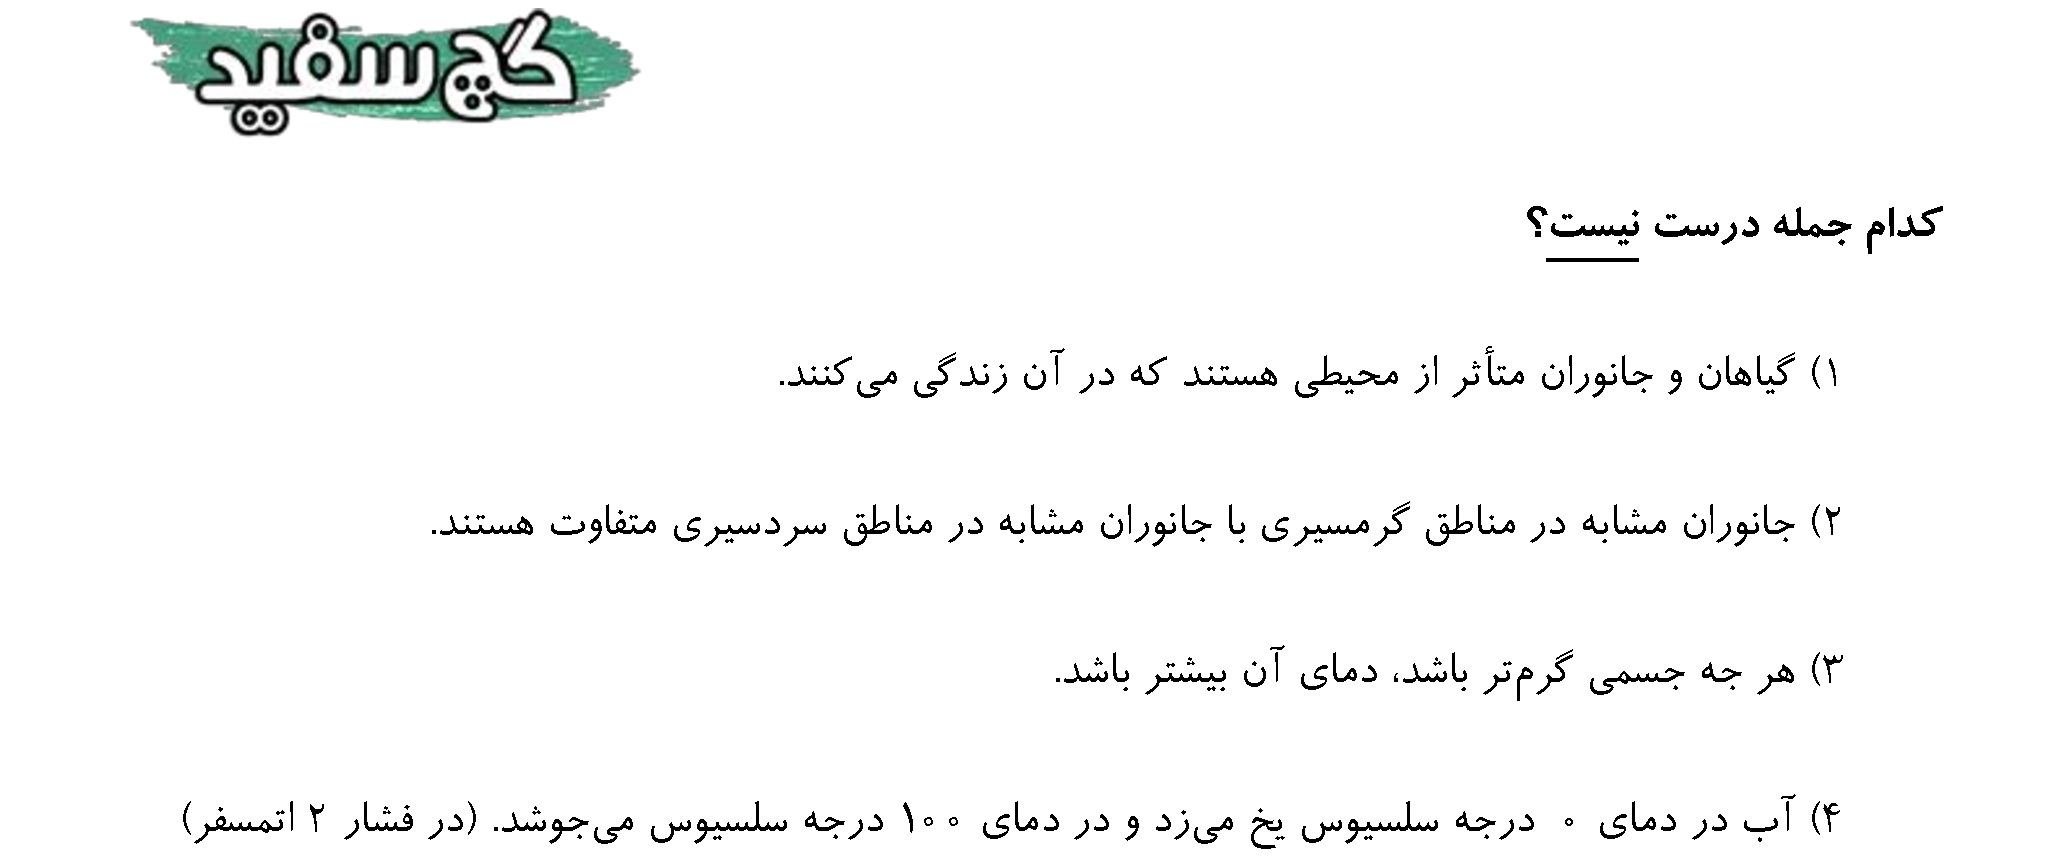 گچ سفید
کدام جمله درست نیست؟
۱) گیاهان و جانوران متأثر از محیطی هستند که در آن زندگی می‌کنند.
۲) جانوران مشابه در مناطق گرمسیری با جانوران مشابه در مناطق سردسیری متفاوت هستند.
۳) هر جه جسمی گرم‌تر باشد، دمای آن بیشتر باشد.
۴) آب در دمای ۰ درجه سلسیوس یخ می‌زد و در دمای ۱۰۰ درجه سلسیوس می‌جوشد. (در فشار ۲ اتمسفر)